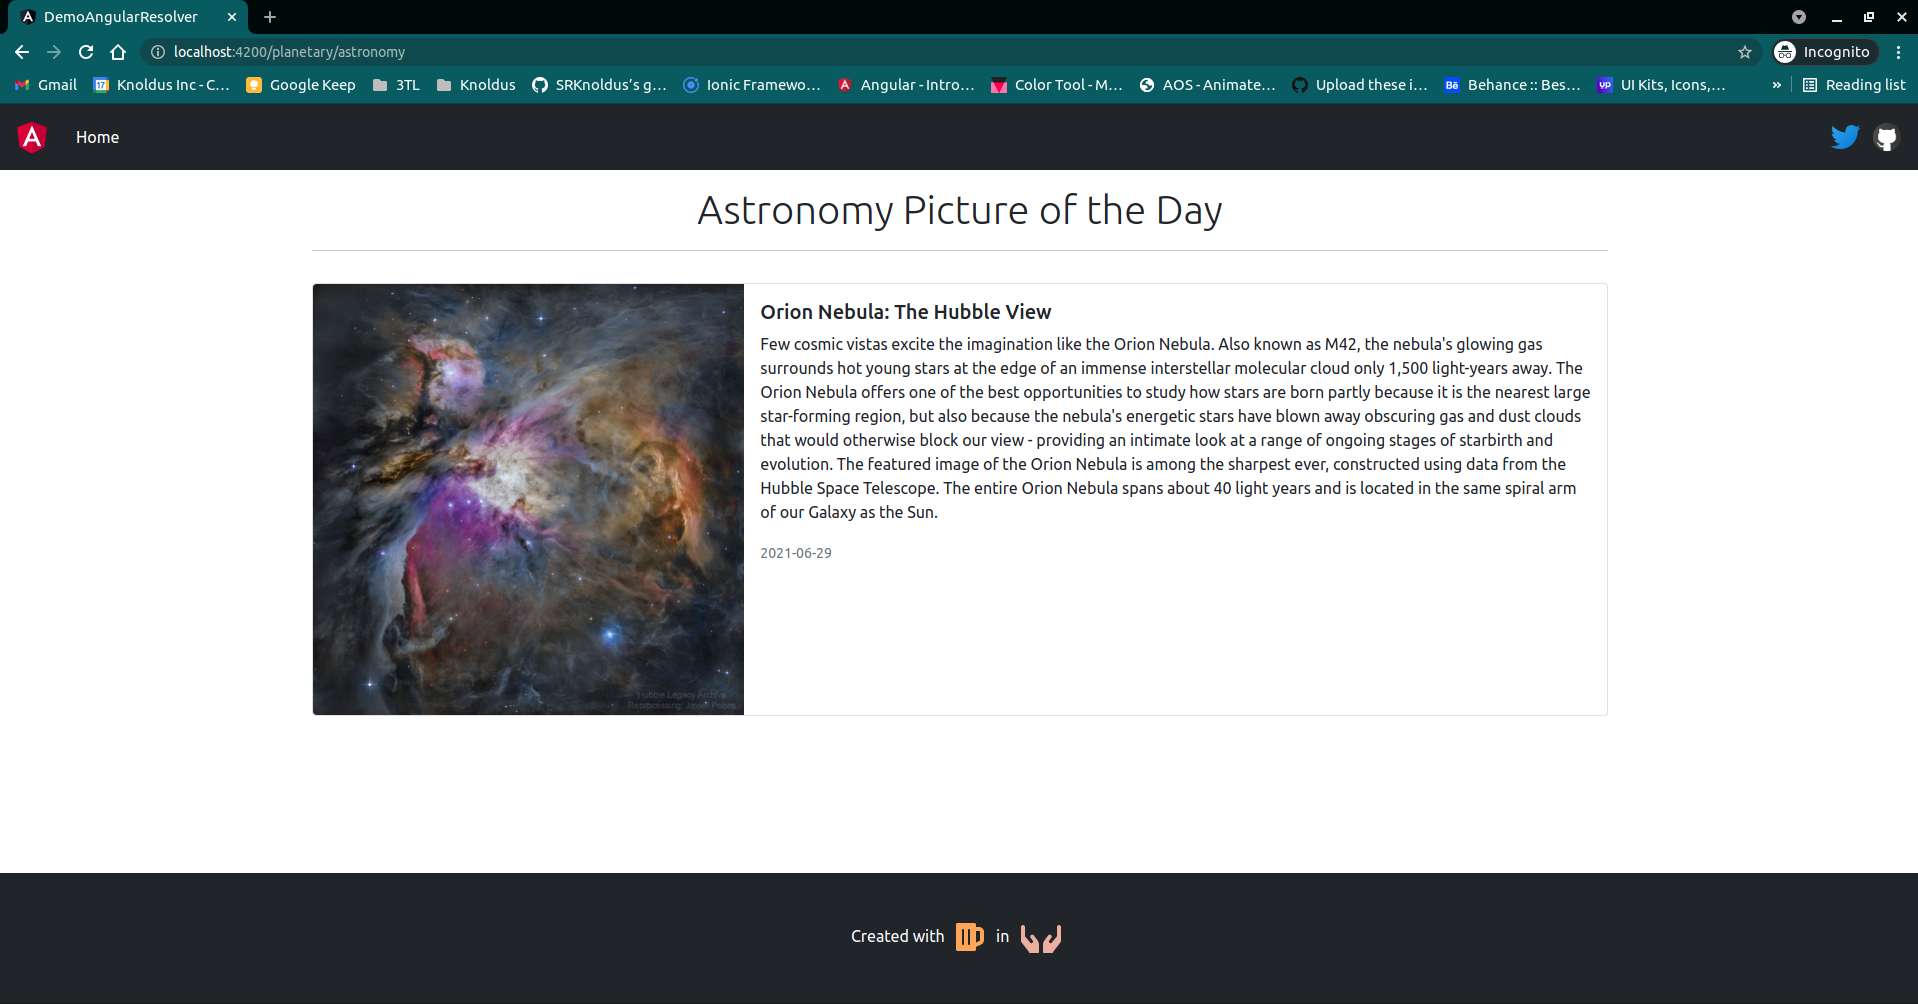 DemoAngularResolver
localhost:4200/planetary/astronomy
Incognito
Gmail
17
Knoldus Inc - C...
Google Keep
3TL
Knoldus
SRKnoldus's g...
Ionic Framewo...
Angular - Intro...
Color Tool - M...
AOS - Animate...
Upload these i...
Bē
Behance :: Bes...
UP
UI Kits, Icons,...
»
Reading list
Home
Astronomy Picture of the Day
Orion Nebula: The Hubble View
Few cosmic vistas excite the imagination like the Orion Nebula. Also known as M42, the nebula's glowing gas
surrounds hot young stars at the edge of an immense interstellar molecular cloud only 1,500 light-years away. The
Orion Nebula offers one of the best opportunities to study how stars are born partly because it is the nearest large
star-forming region, but also because the nebula's energetic stars have blown away obscuring gas and dust clouds
that would otherwise block our view - providing an intimate look at a range of ongoing stages of starbirth and
evolution. The featured image of the Orion Nebula is among the sharpest ever, constructed using data from the
Hubble Space Telescope. The entire Orion Nebula spans about 40 light years and is located in the same spiral arm
of our Galaxy as the Sun.
2021-06-29
Hubble Legacy Archive
Reprocessing: Javier Pobes
Created with in